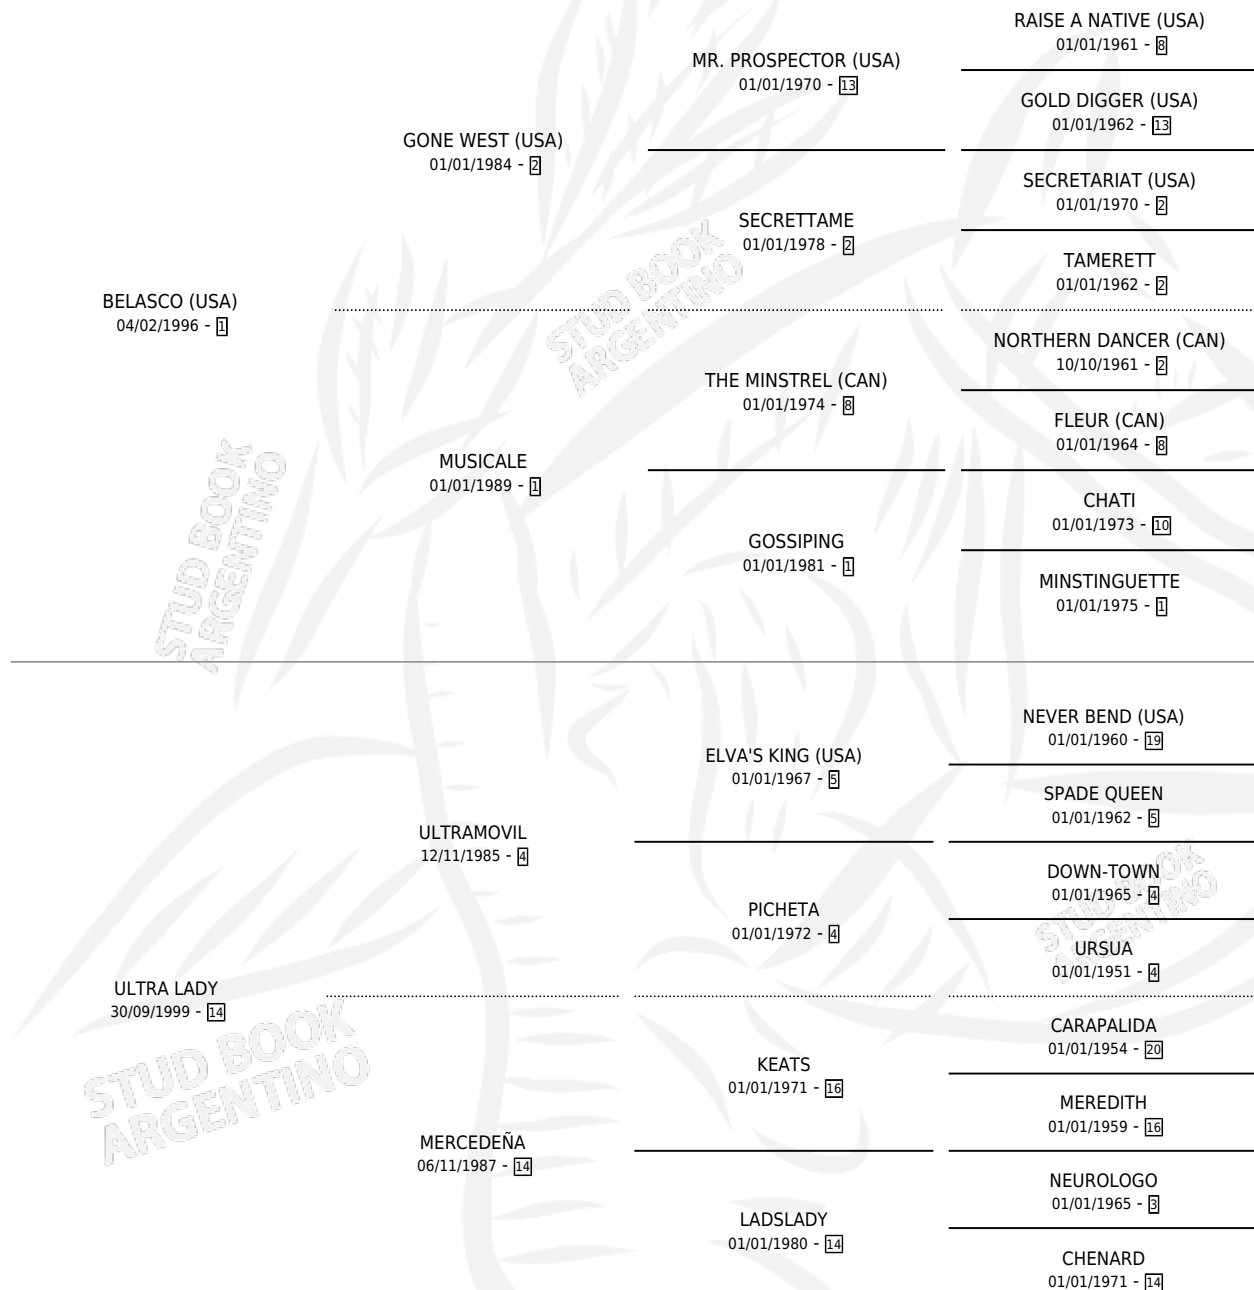 RAISE A NATIVE (USA)
01/01/1961 - 8
MR. PROSPECTOR (USA)
01/01/1970 - 13
GOLD DIGGER (USA)
01/01/1962 - 13
GONE WEST (USA)
01/01/1984 - 2
SECRETARIAT (USA)
01/01/1970 - 2
SECRETTAME
01/01/1978 - 2
TAMERETT
01/01/1962 - 2
BELASCO (USA)
04/02/1996 - 1
NORTHERN DANCER (CAN)
10/10/1961 - 2
THE MINSTREL (CAN)
01/01/1974 - 8
FLEUR (CAN)
01/01/1964 - 8
MUSICALE
01/01/1989 - 1
CHATI
01/01/1973 - 10
GOSSIPING
01/01/1981 - 1
MINSTINGUETTE
01/01/1975 - 1
STUD BOOK
ARGENTINO
STUD BOOK
ARGENTINO
NEVER BEND (USA)
01/01/1960 - 19
ELVA'S KING (USA)
01/01/1967 - 5
SPADE QUEEN
01/01/1962 - 5
ULTRAMOVIL
12/11/1985 - 4
DOWN-TOWN
01/01/1965 - 4
PICHETA
01/01/1972 - 4
URSUA
01/01/1951 - 4
ULTRA LADY
30/09/1999 - 14
CARAPALIDA
01/01/1954 - 20
KEATS
01/01/1971 - 16
MEREDITH
01/01/1959 - 16
MERCEDEÑA
06/11/1987 - 14
NEUROLOGO
01/01/1965 - 3
LADSLADY
01/01/1980 - 14
CHENARD
01/01/1971 - 14
STUD BOOK
ARGENTINO
STUD BOOK
ARGENTINO